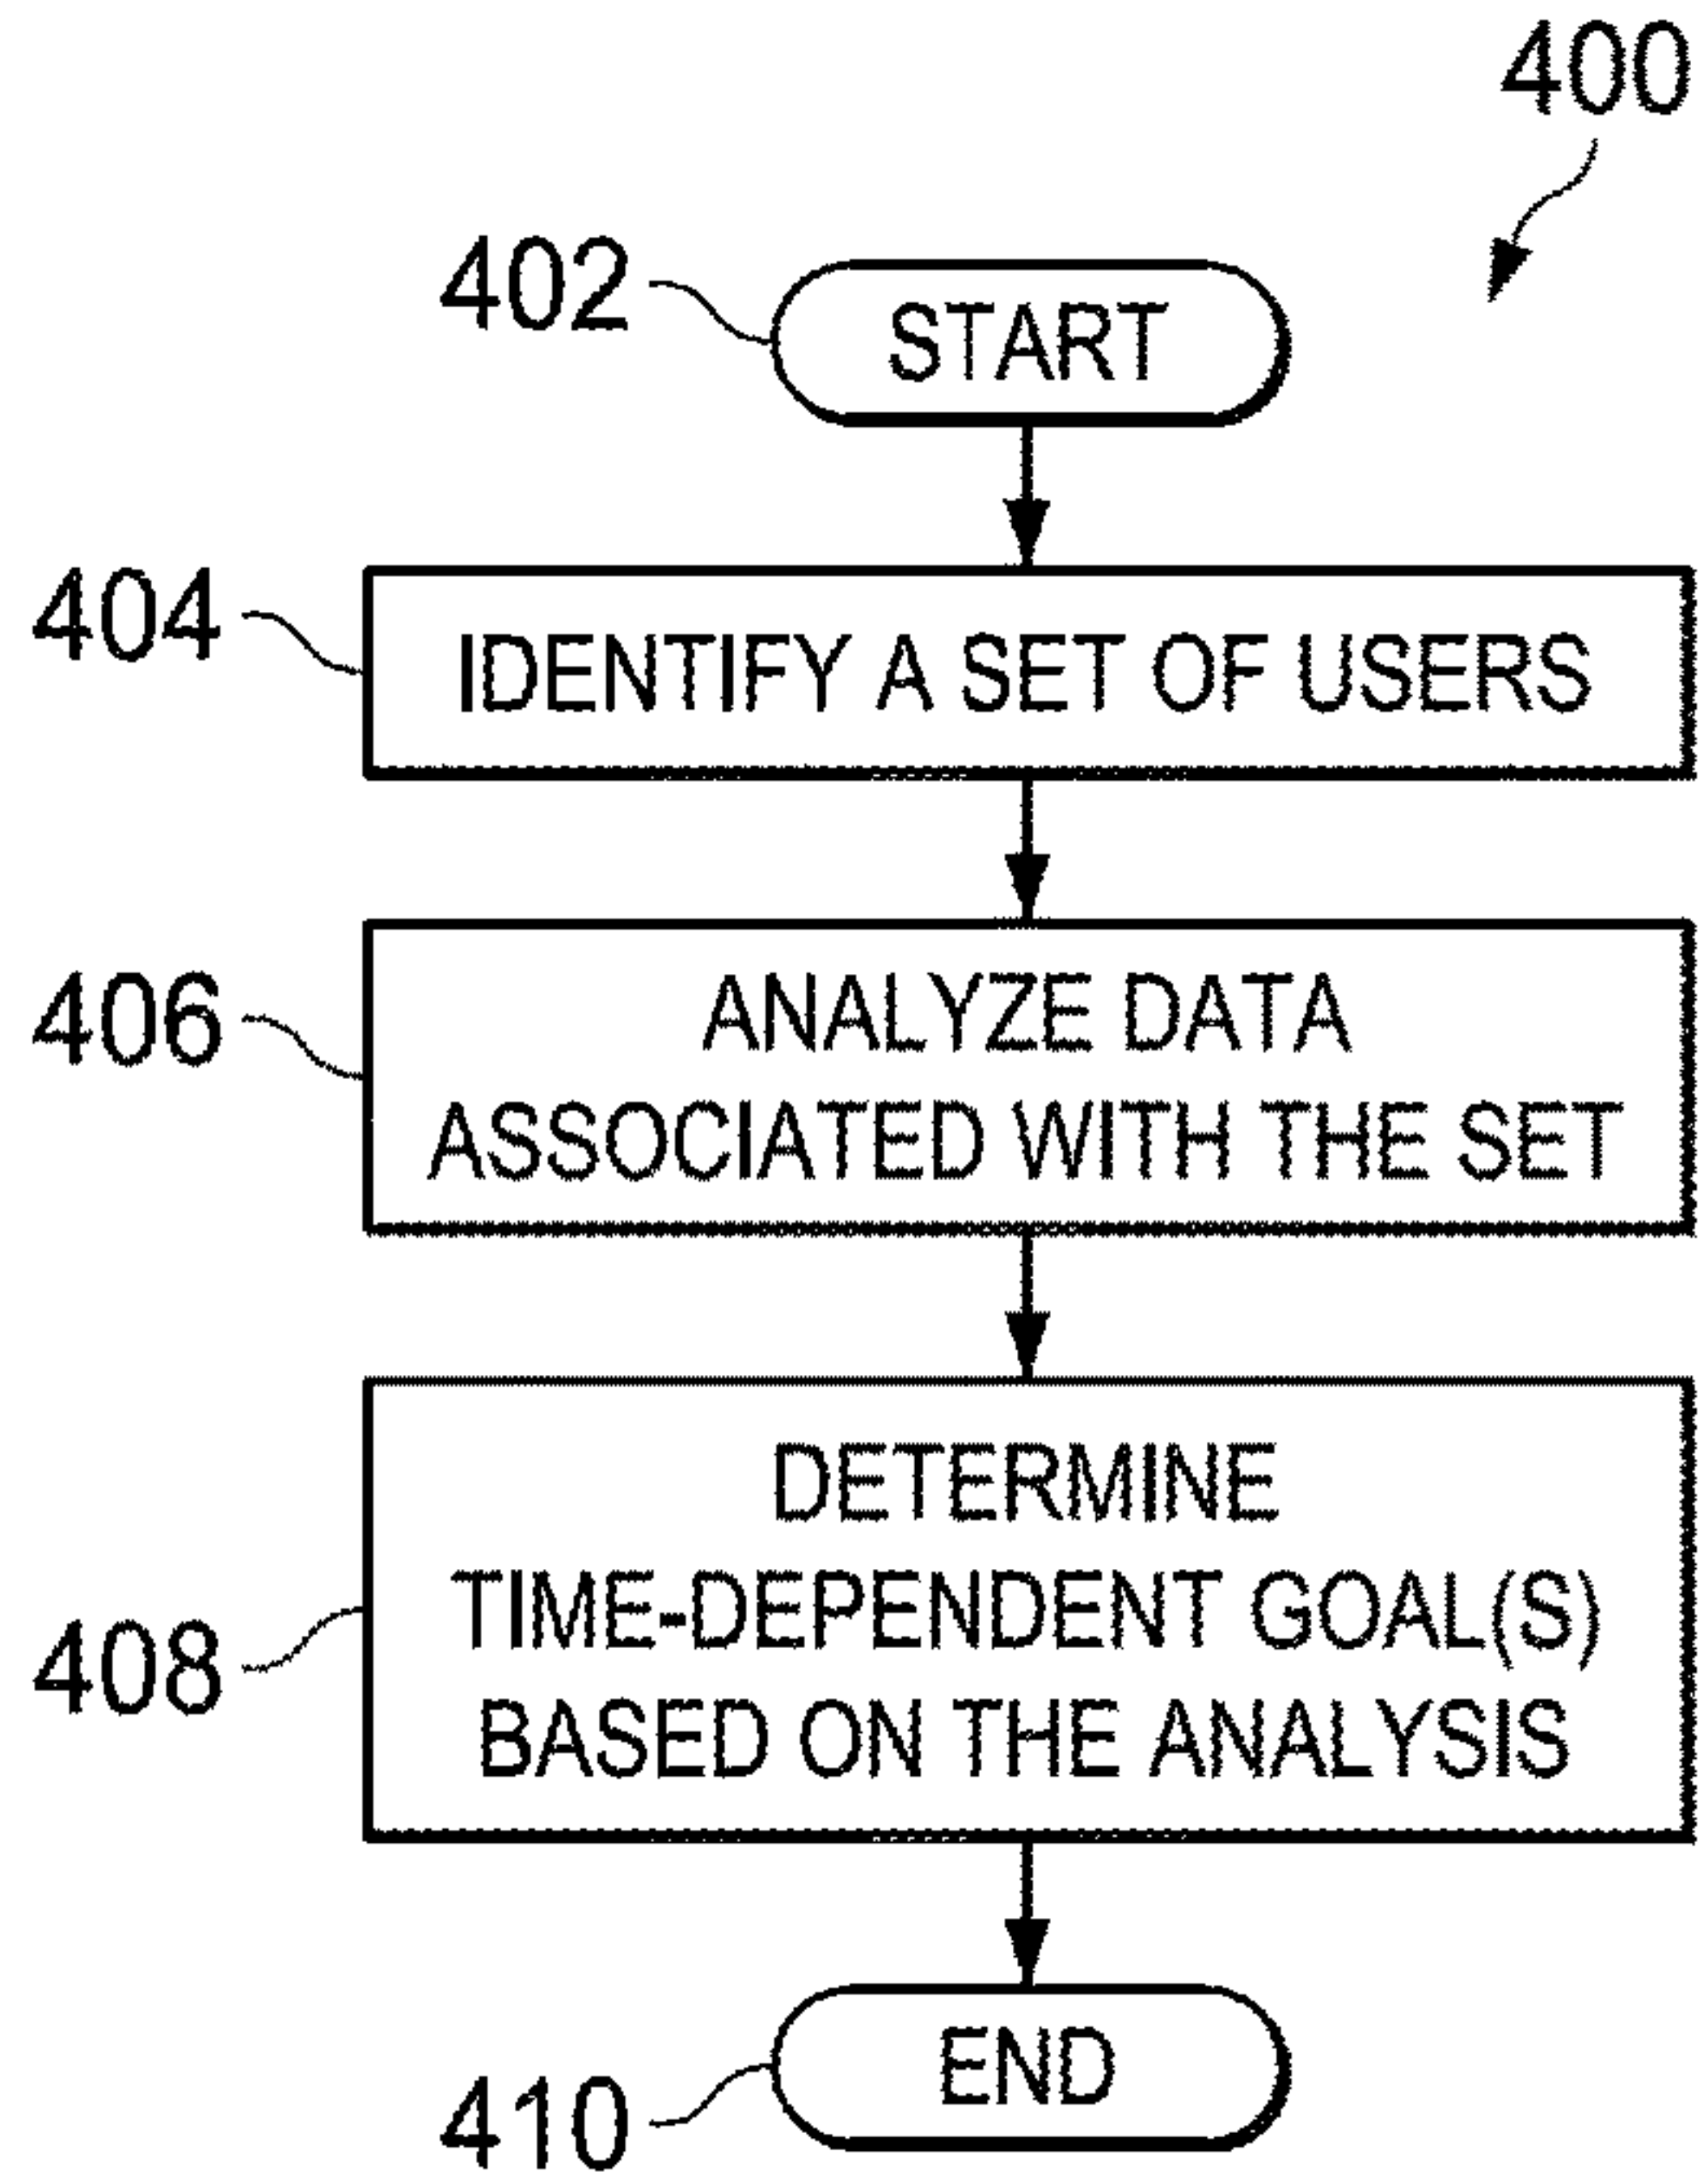 400
402
START
404
IDENTIFY A SET OF USERS
406
ANALYZE DATA
ASSOCIATED WITH THE SET
408
DETERMINE
TIME-DEPENDENT GOAL(S)
BASED ON THE ANALYSIS
410
END